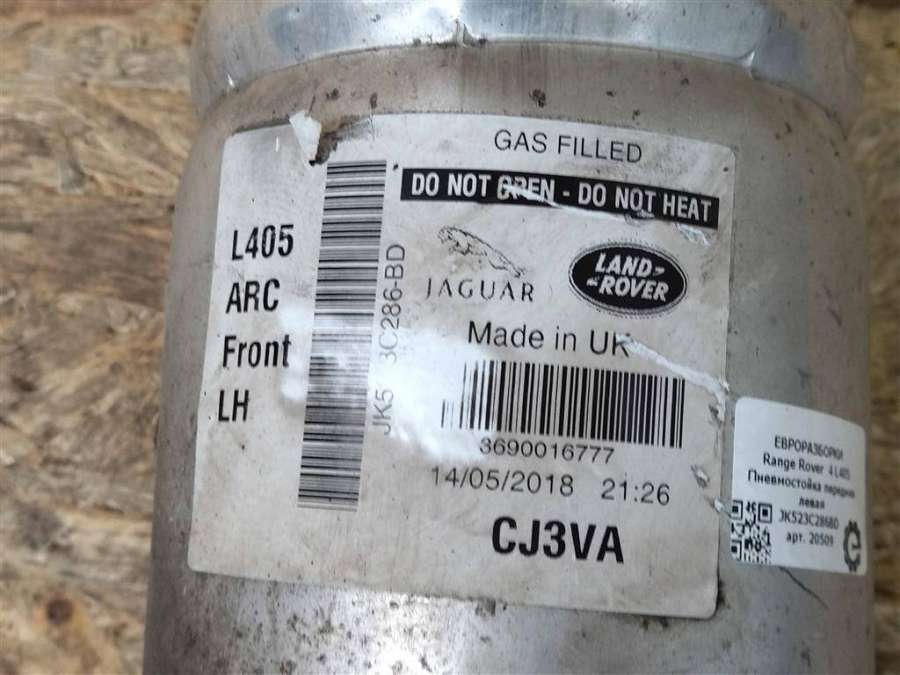 GAS FILLED
DO NOT OPEN - DO NOT HEAT
L405
ARC
Front
LH
JK5 3C286-BD
JAGUAR
LAND-
-ROVER
Made in UK
3690016777
14/05/2018 21:26
CJ3VA
ЕВРОРАЗБОРКИ
Range Rover 4 L405
Пневмостойка передняя
левая
JK523C286BD
арт. 20509